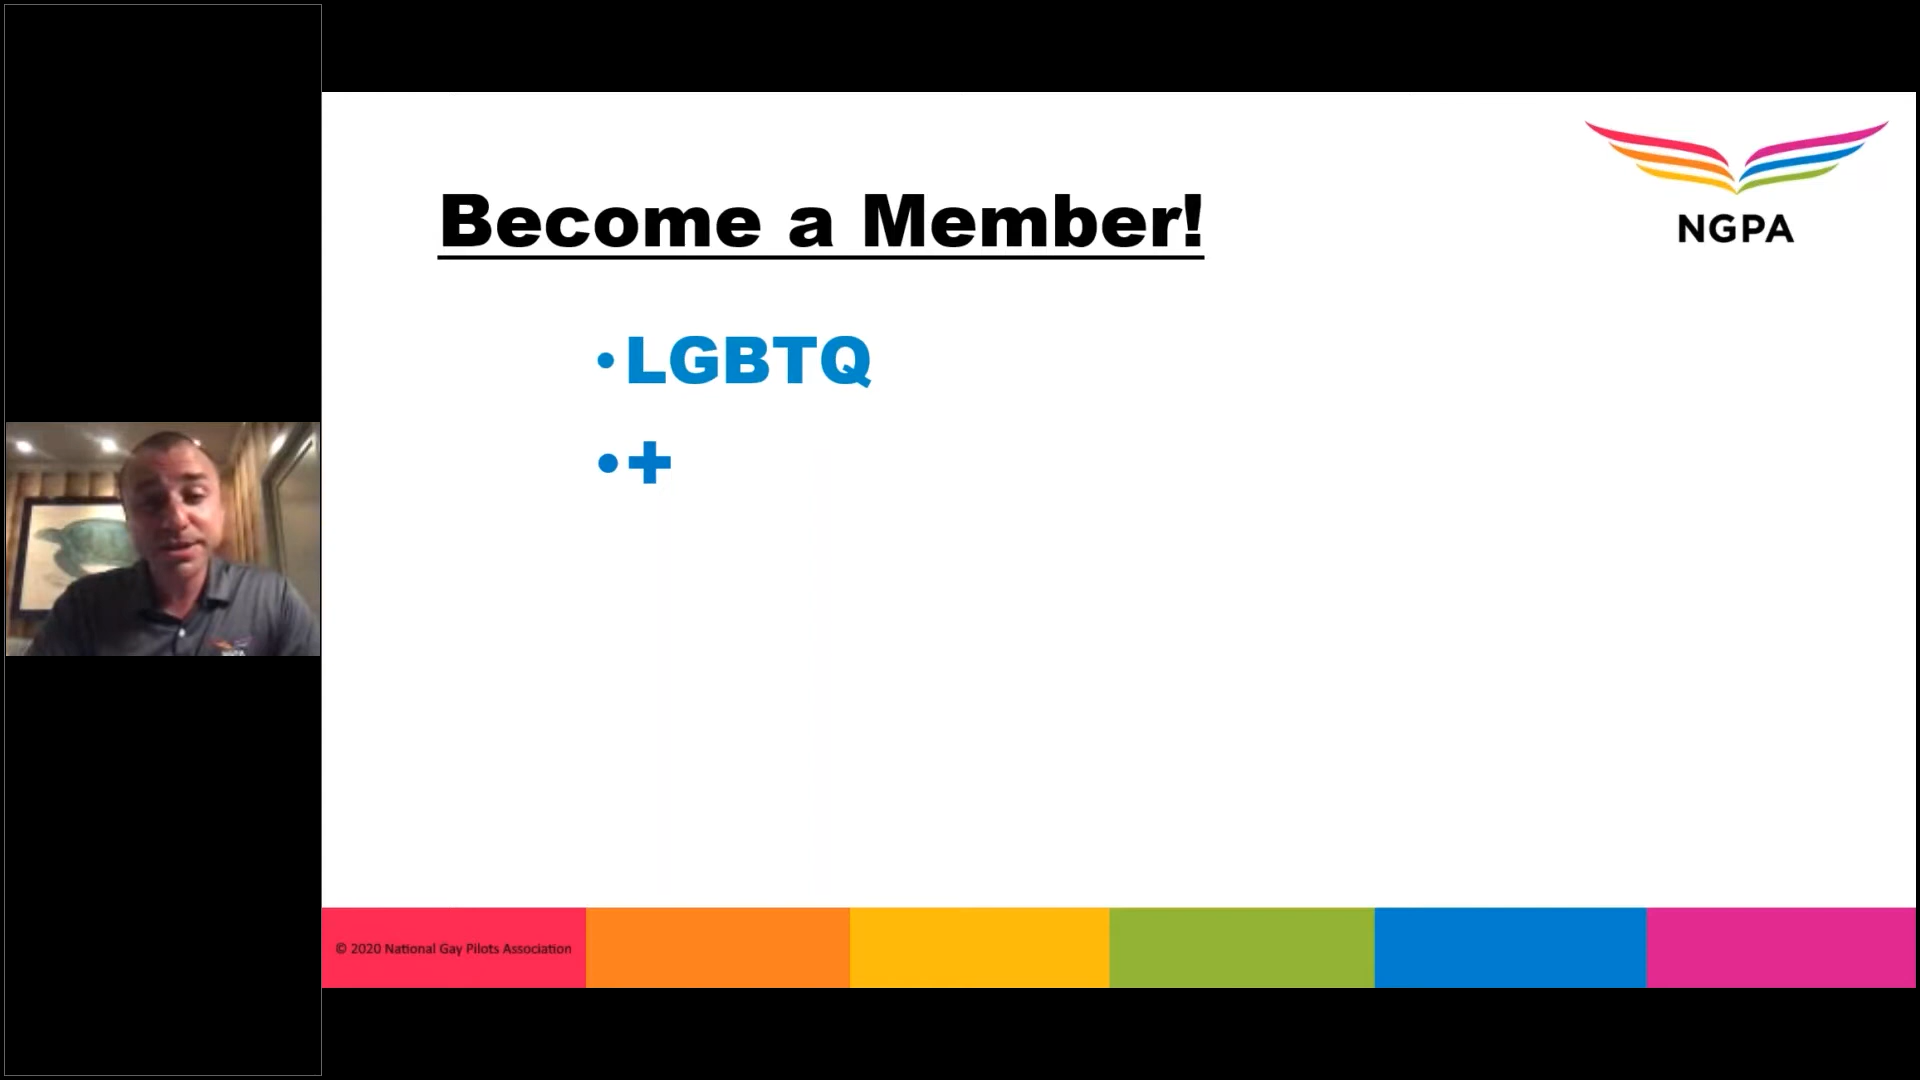 Become a Member!
NGPA
•LGBTQ
•+
© 2020 National Gay Pilots Association